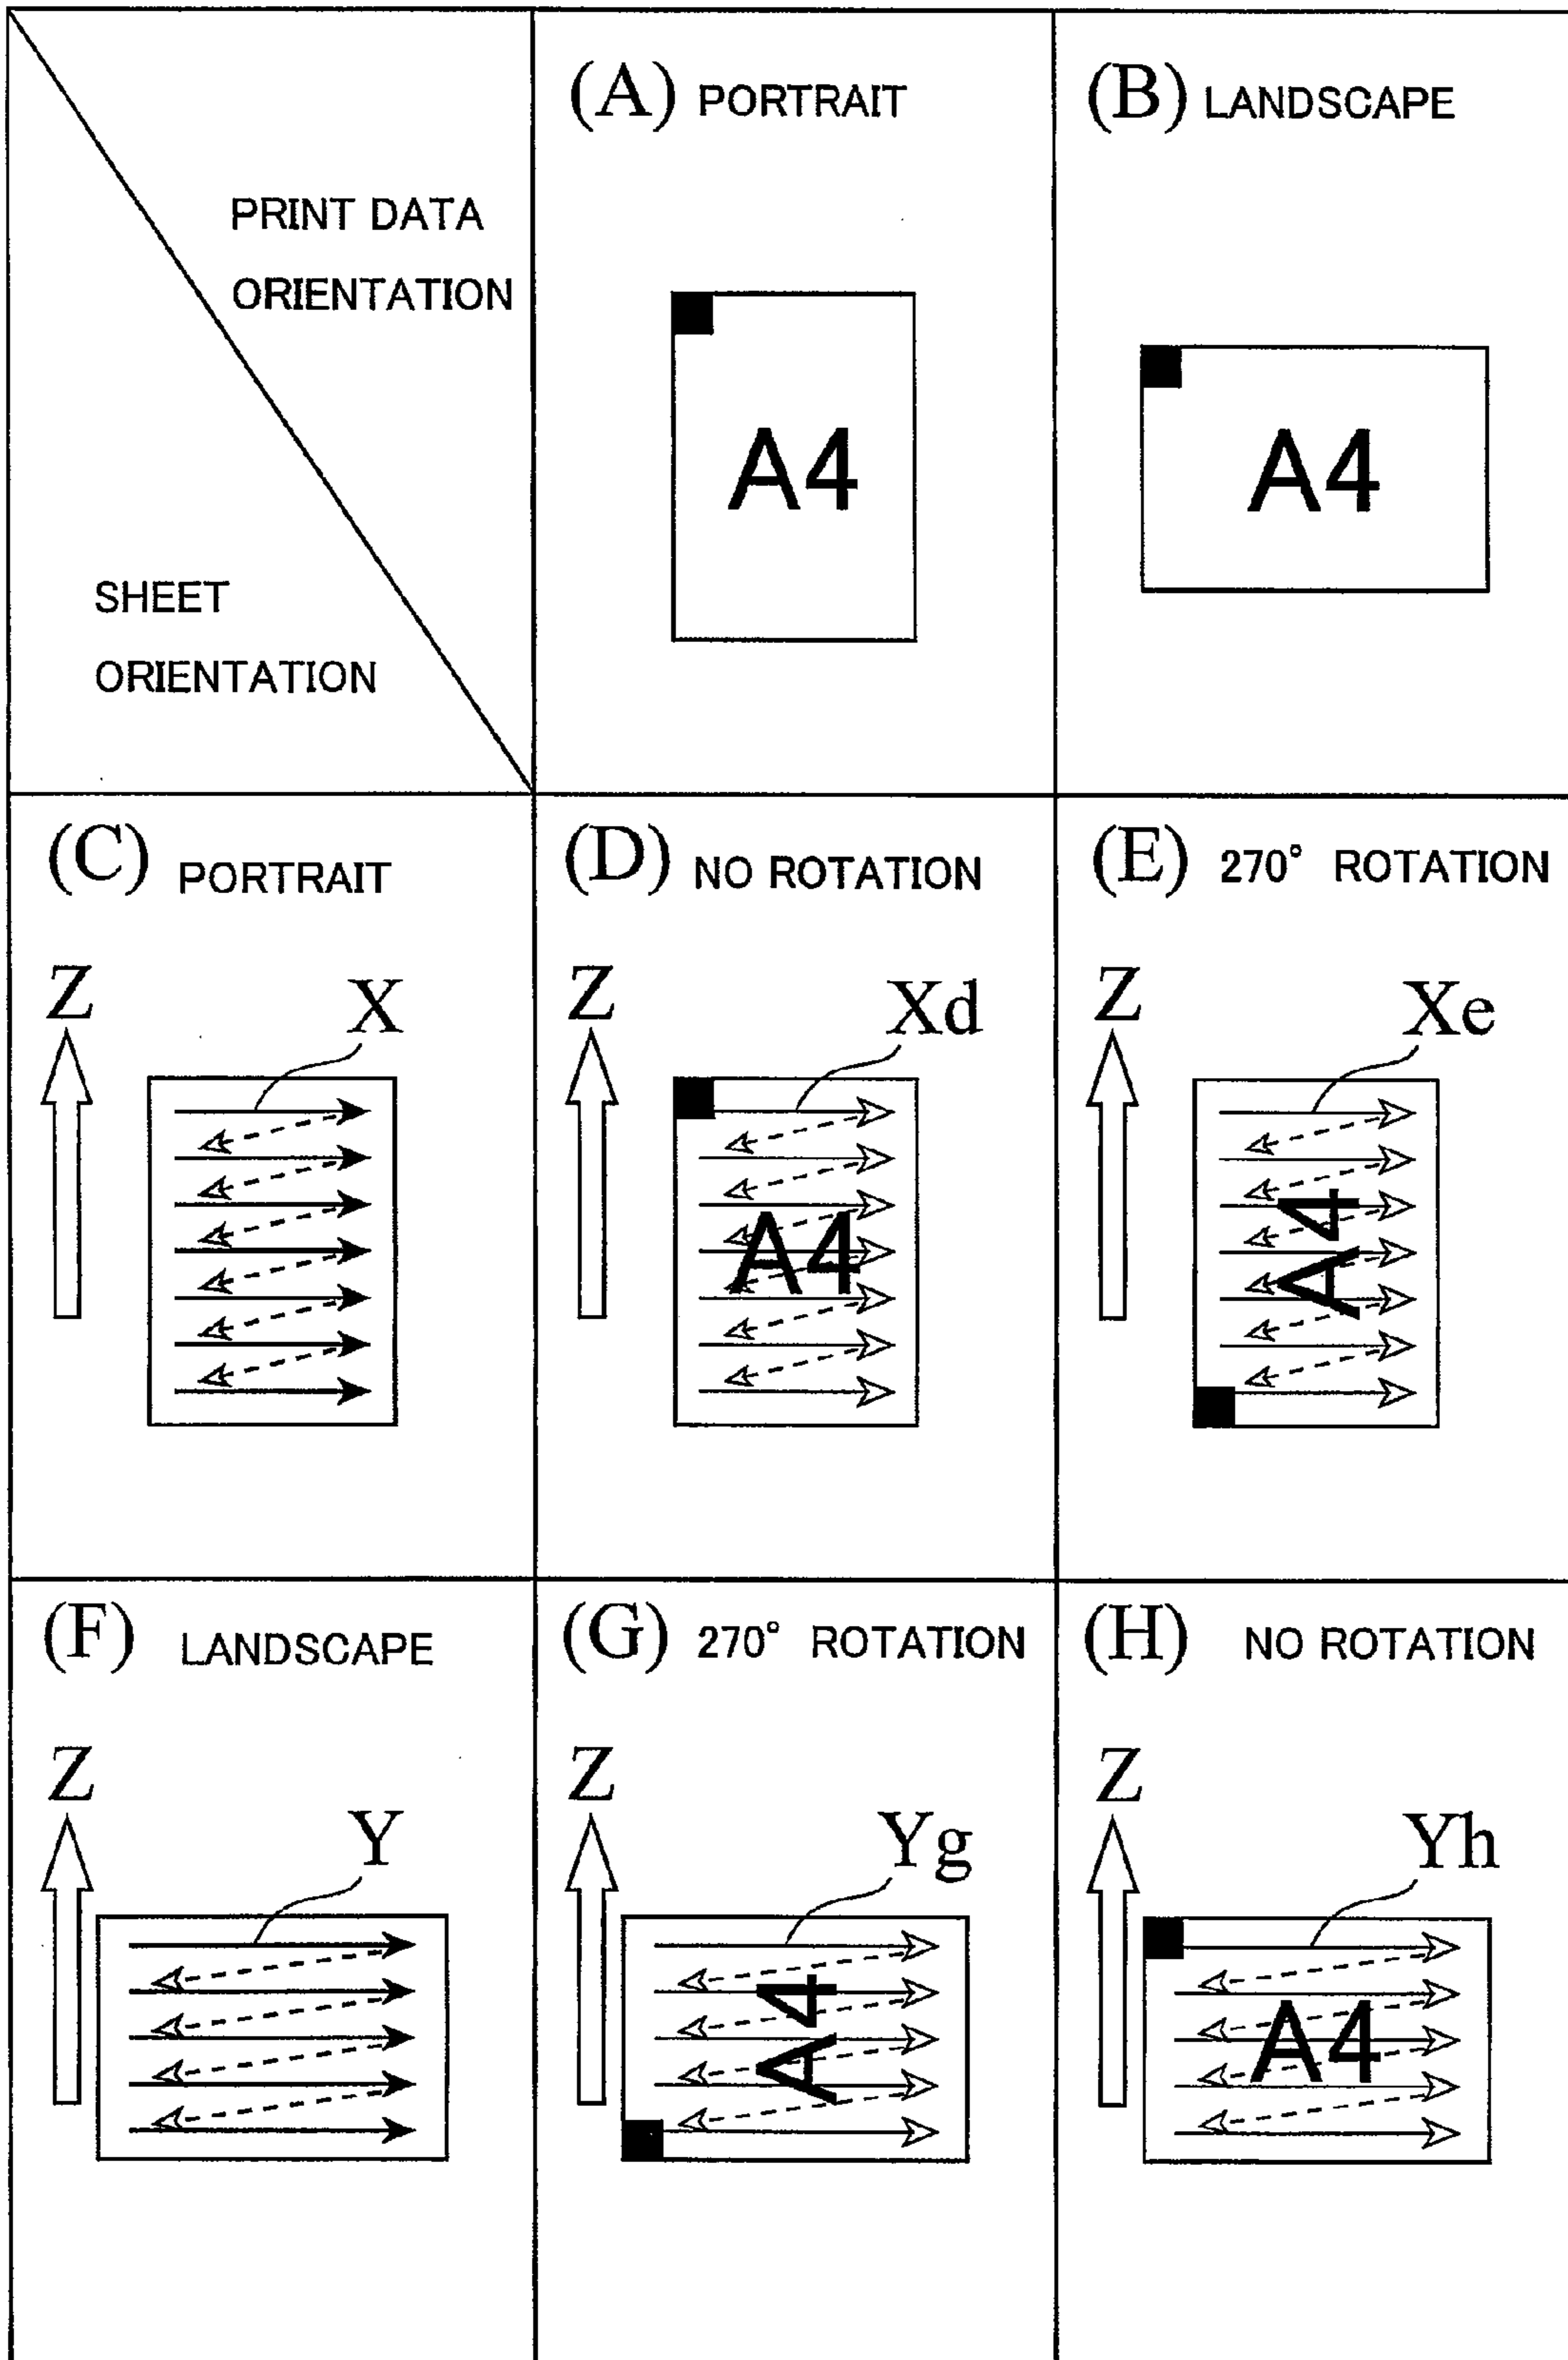 (A) PORTRAIT
(B) LANDSCAPE
PRINT DATA
ORIENTATION
A4
A4
SHEET
ORIENTATION
(C) PORTRAIT
(D) NO ROTATION
(E) 270° ROTATION
Z
X
Z
Xd
Z
Xe
A4
A4
(F) LANDSCAPE
(G) 270° ROTATION
(H) NO ROTATION
Z
Y
Z
Yg
Z
Yh
A4
A4